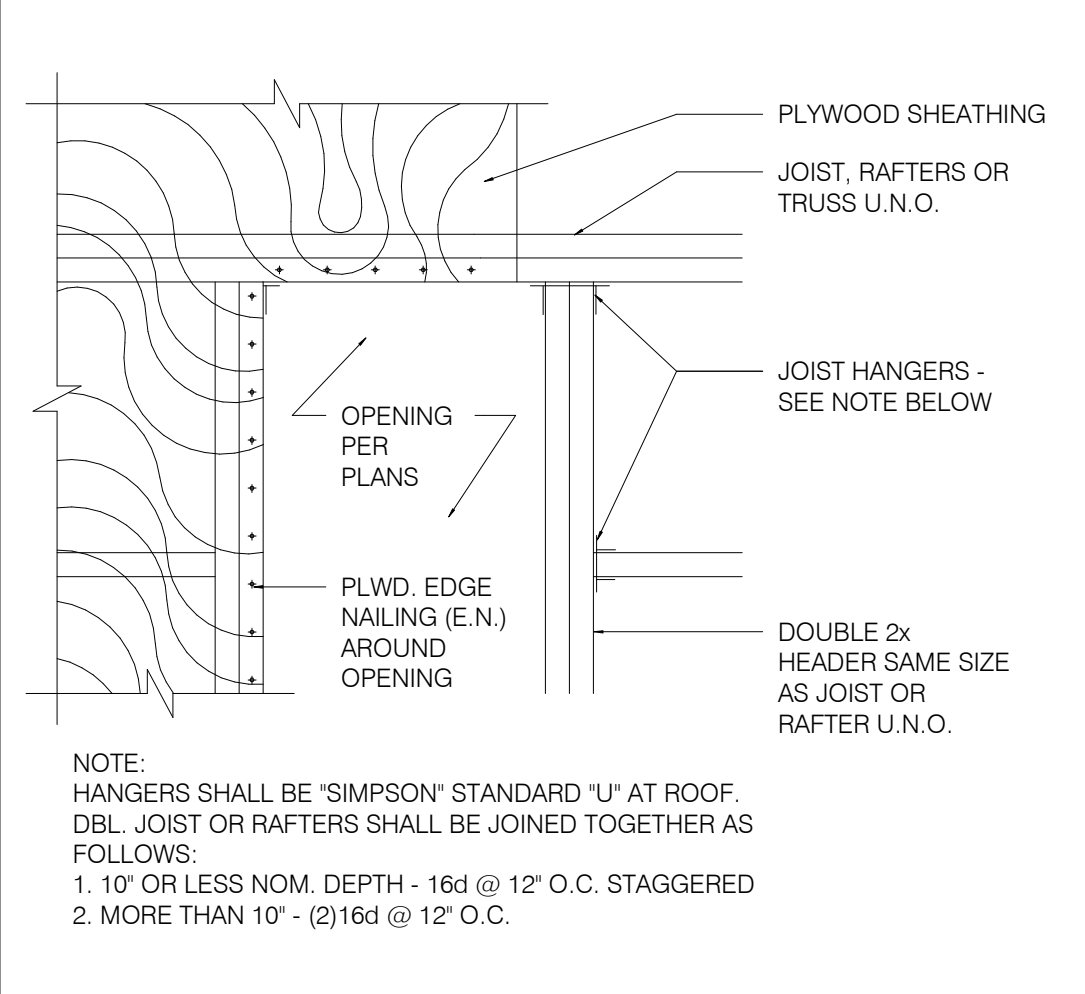 PLYWOOD SHEATHING
JOIST, RAFTERS OR
TRUSS U.N.O.
JOIST HANGERS -
SEE NOTE BELOW
OPENING
PER
PLANS
PLWD. EDGE
NAILING (E.N.)
AROUND
OPENING
DOUBLE 2x
HEADER SAME SIZE
AS JOIST OR
RAFTER U.N.O.
NOTE:
HANGERS SHALL BE "SIMPSON" STANDARD "U" AT ROOF.
DBL. JOIST OR RAFTERS SHALL BE JOINED TOGETHER AS
FOLLOWS:
1. 10" OR LESS NOM. DEPTH - 16d @ 12" O.C. STAGGERED
2. MORE THAN 10" - (2)16d @ 12" O.C.